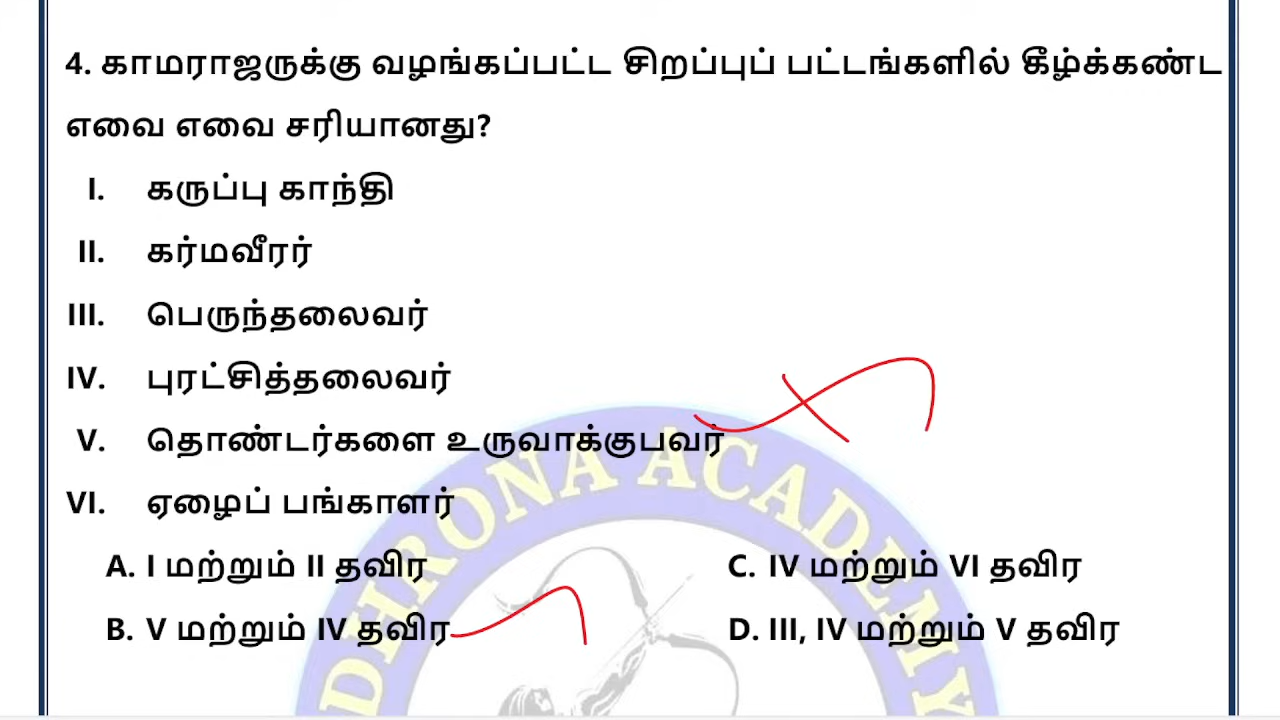 4. காமராஜருக்கு வழங்கப்பட்ட சிறப்புப் பட்டங்களில் கீழ்க்கண்ட
எவை எவை சரியானது?
I. கருப்பு காந்தி
II. கர்மவீரர்
III. பெருந்தலைவர்
IV. புரட்சித்தலைவர்
V. தொண்டர்களை உருவாக்குபவர்
VI. ஏழைப் பங்காளர்
A. I மற்றும் II தவிர
C. IV மற்றும் VI தவிர
B. V மற்றும் IV தவிர
D. III, IV மற்றும் V தவிர
DHRONA ACADEMY